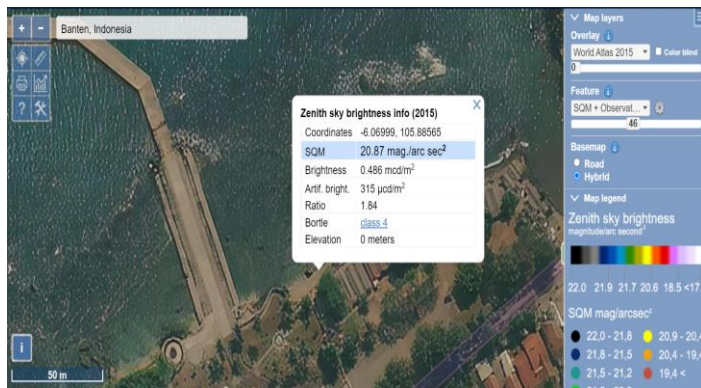 + - Banten, Indonesia
?
i
50 m
Zenith sky brightness info (2015) X
Coordinates -6.06999, 105.88565
SQM 20.87 mag./arc sec²
Brightness 0.486 mcd/m²
Artif. bright. 315 μcd/m²
Ratio 1.84
Bortle class 4
Elevation 0 meters
Map layers
Overlay i
World Atlas 2015 Color blind
0
Feature i
SQM + Observat...
46
Basemap i
Road
Hybrid
Map legend
Zenith sky brightness
magnitude/arc second²
22.0 21.9 21.7 20.6 18.5 <17.
SQM mag/arcsec²
22,0 - 21,8 20,9 - 20,
21,8 - 21,5 20,4 - 19,
21,5 - 21,2 19,4 <